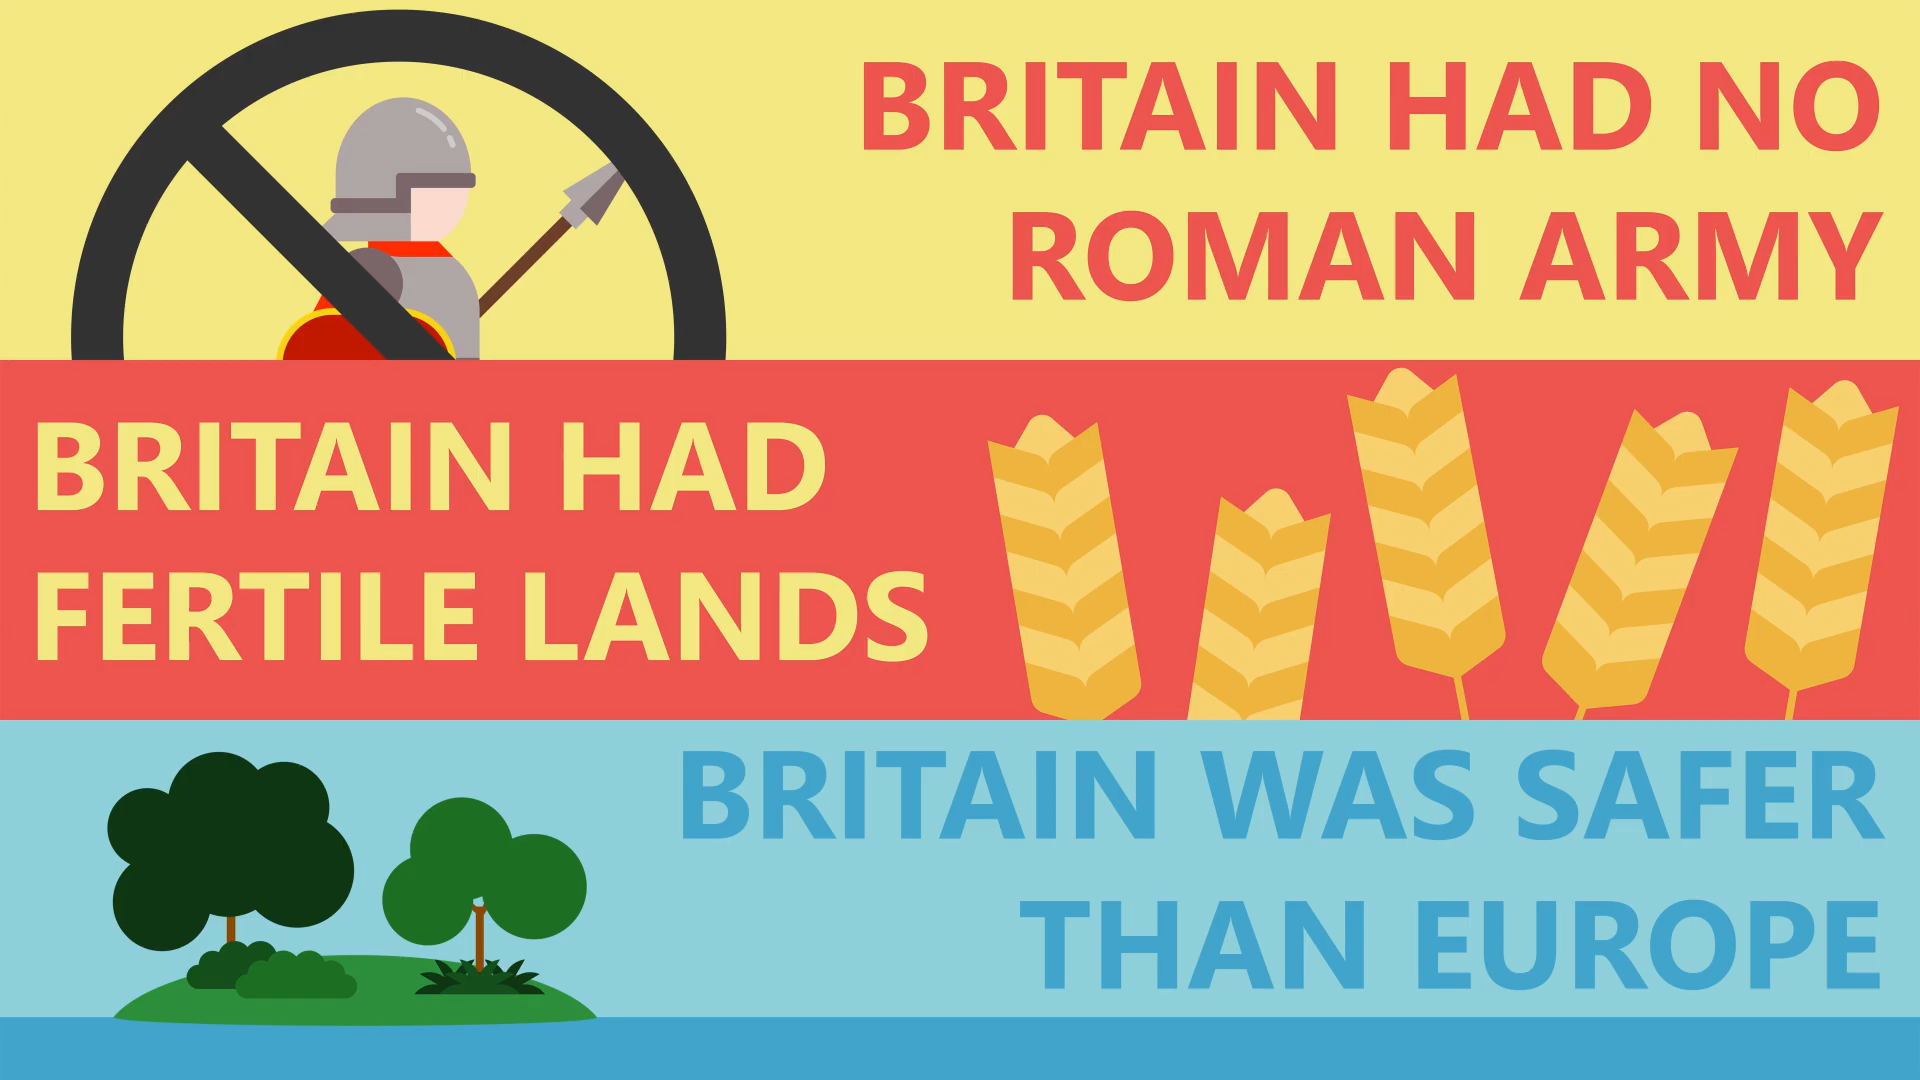 BRITAIN HAD NO
ROMAN ARMY
BRITAIN HAD
FERTILE LANDS
BRITAIN WAS SAFER
THAN EUROPE